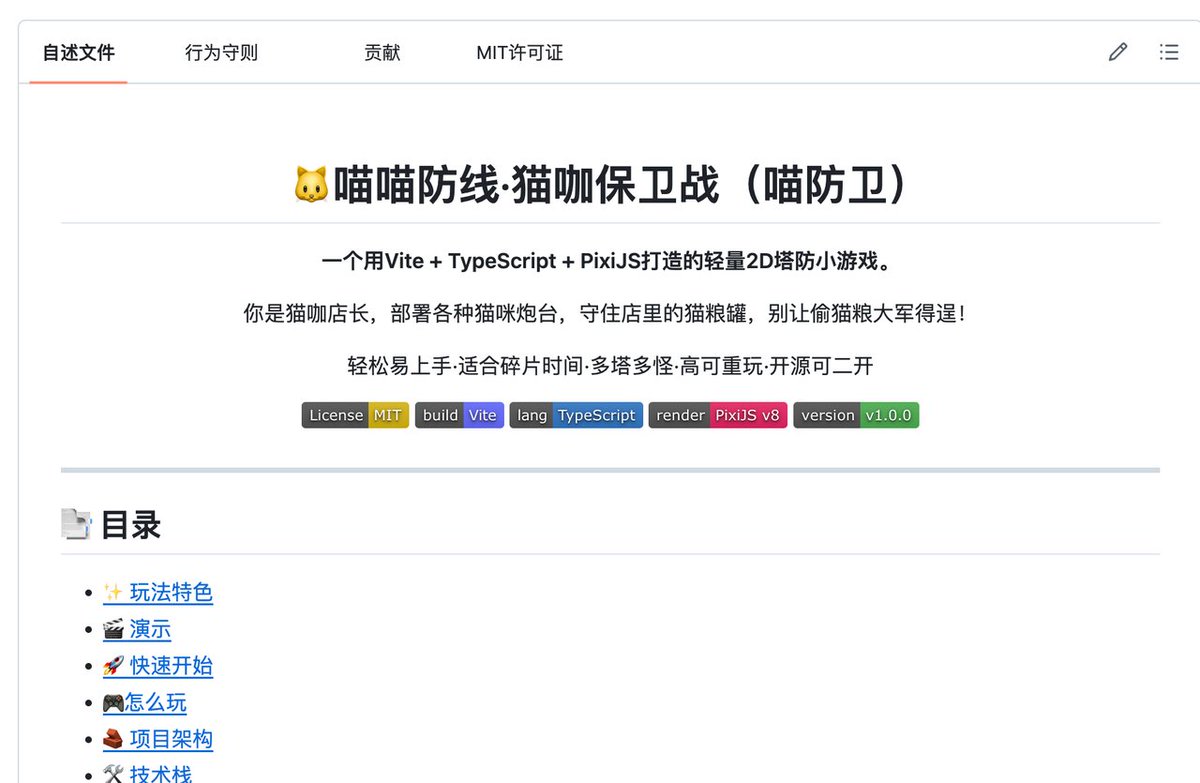 自述文件 行为守则 贡献 MIT许可证
🐱喵喵防线·猫咖保卫战（喵防卫）
一个用Vite + TypeScript + PixiJS打造的轻量2D塔防小游戏。
你是猫咖店长，部署各种猫咪炮台，守住店里的猫粮罐，别让偷猫粮大军得逞！
轻松易上手·适合碎片时间·多塔多怪·高可重玩·开源可二开
License MIT build Vite lang TypeScript render PixiJS v8 version v1.0.0
📑 目录
• ✨ 玩法特色
• 🎬 演示
• 🚀 快速开始
• 🎮怎么玩
• 🧱 项目架构
• 🛠 技术栈